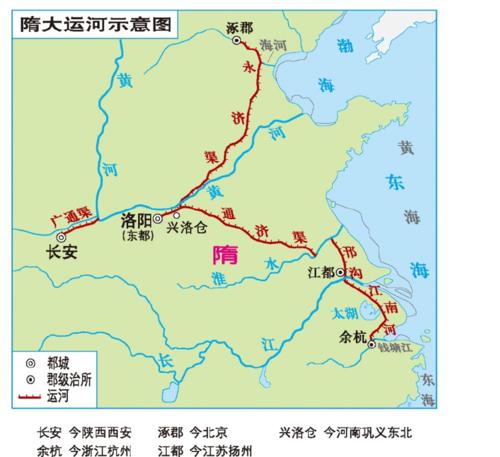 隋大运河示意图
涿郡
海河
渤海
永济渠
黄河
黄河
黄海
东海
广通渠
长安
洛阳
(东都)
兴洛仓
通济渠
隋
淮水
邗沟
江都
江南河
太湖
长江
余杭
钱塘江
东海
都城
郡级治所
运河
长安 今陕西西安 涿郡 今北京 兴洛仓 今河南巩义东北
余杭 今浙江杭州 江都 今江苏扬州